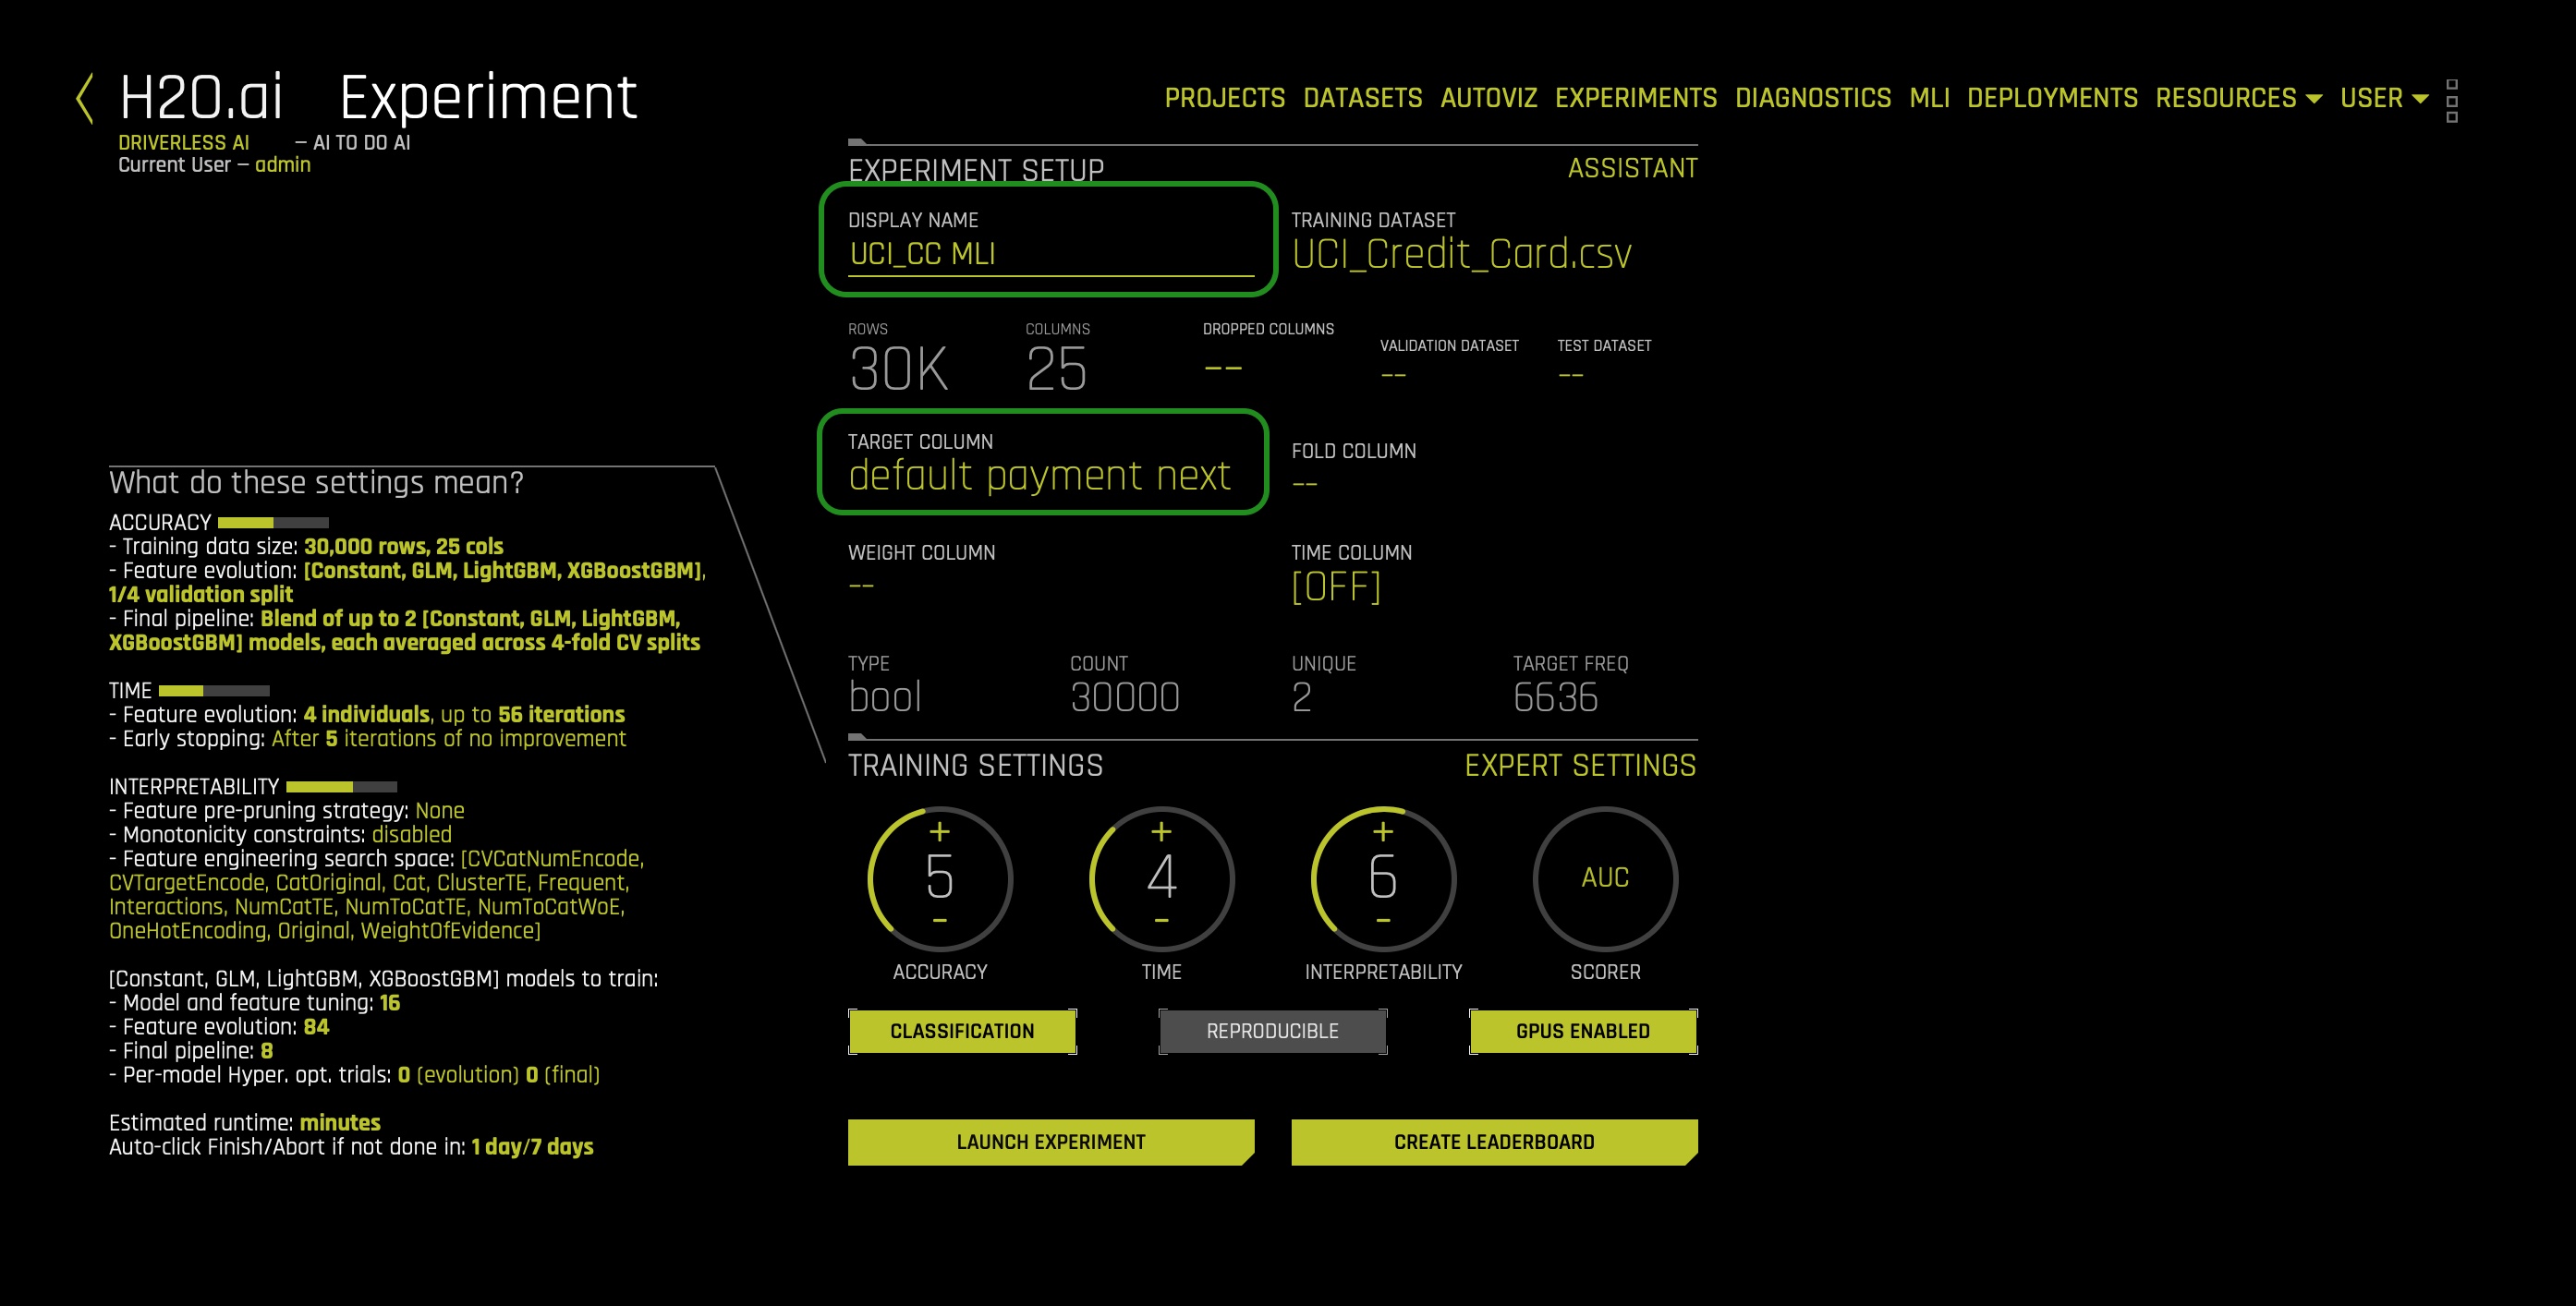 H2O.ai Experiment
DRIVERLESS AI – AI TO DO AI
Current User – admin
PROJECTS DATASETS AUTOVIZ EXPERIMENTS DIAGNOSTICS MLI DEPLOYMENTS RESOURCES USER
EXPERIMENT SETUP ASSISTANT
DISPLAY NAME TRAINING DATASET
UCI_CC MLI UCI_Credit_Card.csv
ROWS COLUMNS DROPPED COLUMNS VALIDATION DATASET TEST DATASET
30K 25 -- -- --
TARGET COLUMN FOLD COLUMN
default payment next --
WEIGHT COLUMN TIME COLUMN
-- [OFF]
TYPE COUNT UNIQUE TARGET FREQ
bool 30000 2 6636
What do these settings mean?
ACCURACY
- Training data size: 30,000 rows, 25 cols
- Feature evolution: [Constant, GLM, LightGBM, XGBoostGBM],
1/4 validation split
- Final pipeline: Blend of up to 2 [Constant, GLM, LightGBM,
XGBoostGBM] models, each averaged across 4-fold CV splits
TIME
- Feature evolution: 4 individuals, up to 56 iterations
- Early stopping: After 5 iterations of no improvement
INTERPRETABILITY
- Feature pre-pruning strategy: None
- Monotonicity constraints: disabled
- Feature engineering search space: [CVCatNumEncode,
CVTargetEncode, CatOriginal, Cat, ClusterTE, Frequent,
Interactions, NumCatTE, NumToCatTE, NumToCatWoE,
OneHotEncoding, Original, WeightOfEvidence]
[Constant, GLM, LightGBM, XGBoostGBM] models to train:
- Model and feature tuning: 16
- Feature evolution: 84
- Final pipeline: 8
- Per-model Hyper. opt. trials: 0 (evolution) 0 (final)
Estimated runtime: minutes
Auto-click Finish/Abort if not done in: 1 day/7 days
TRAINING SETTINGS EXPERT SETTINGS
+ + +
5 4 6 AUC
- - -
ACCURACY TIME INTERPRETABILITY SCORER
CLASSIFICATION REPRODUCIBLE GPUS ENABLED
LAUNCH EXPERIMENT CREATE LEADERBOARD